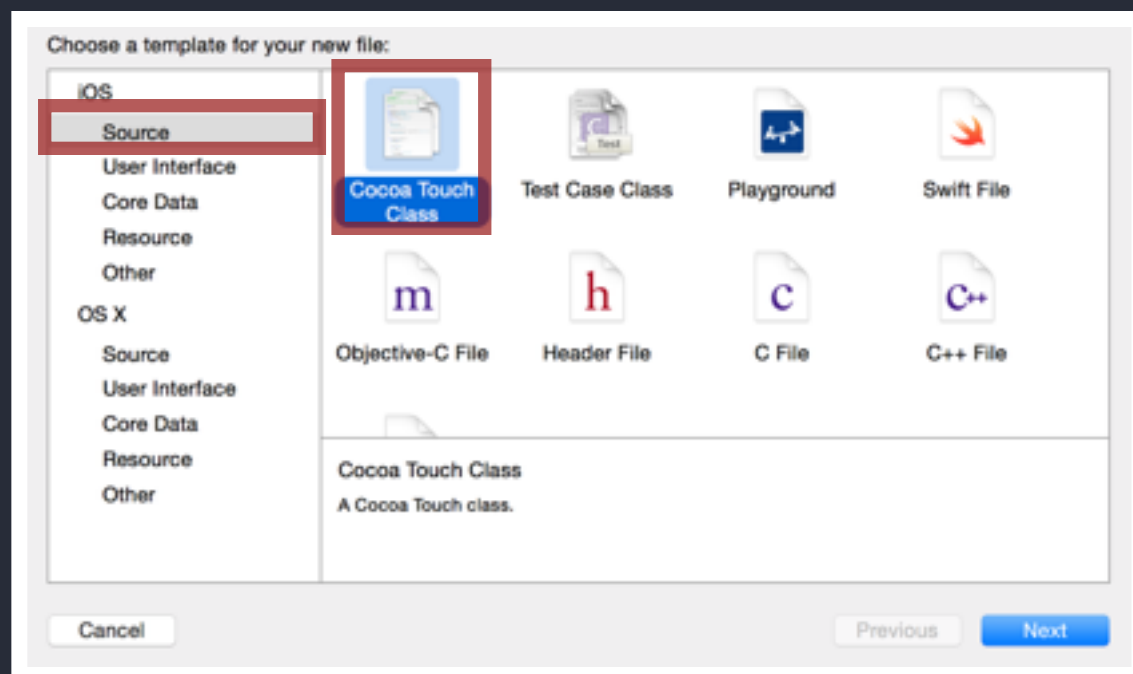 Choose a template for your new file:
iOS
Source
User Interface
Core Data
Resource
Other
OS X
Source
User Interface
Core Data
Resource
Other
Cocoa Touch
Class
Test
Test Case Class
Playground
Swift File
m
Objective-C File
h
Header File
c
C File
C++
C++ File
Cocoa Touch Class
A Cocoa Touch class.
Cancel
Previous
Next